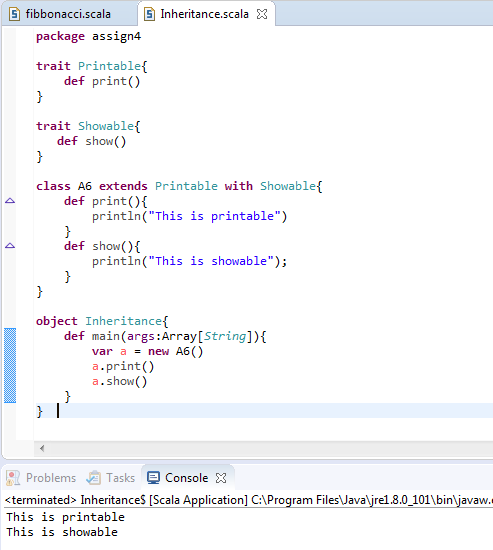 fibbonacci.scala Inheritance.scala
package assign4
trait Printable{
def print()
}
trait Showable{
def show()
}
class A6 extends Printable with Showable{
def print(){
println("This is printable")
}
def show(){
println("This is showable");
}
}
object Inheritance{
def main(args:Array[String]){
var a = new A6()
a.print()
a.show()
}
}
Problems Tasks Console
<terminated> Inheritance$ [Scala Application] C:\Program Files\Java\jre1.8.0_101\bin\javaw.
This is printable
This is showable